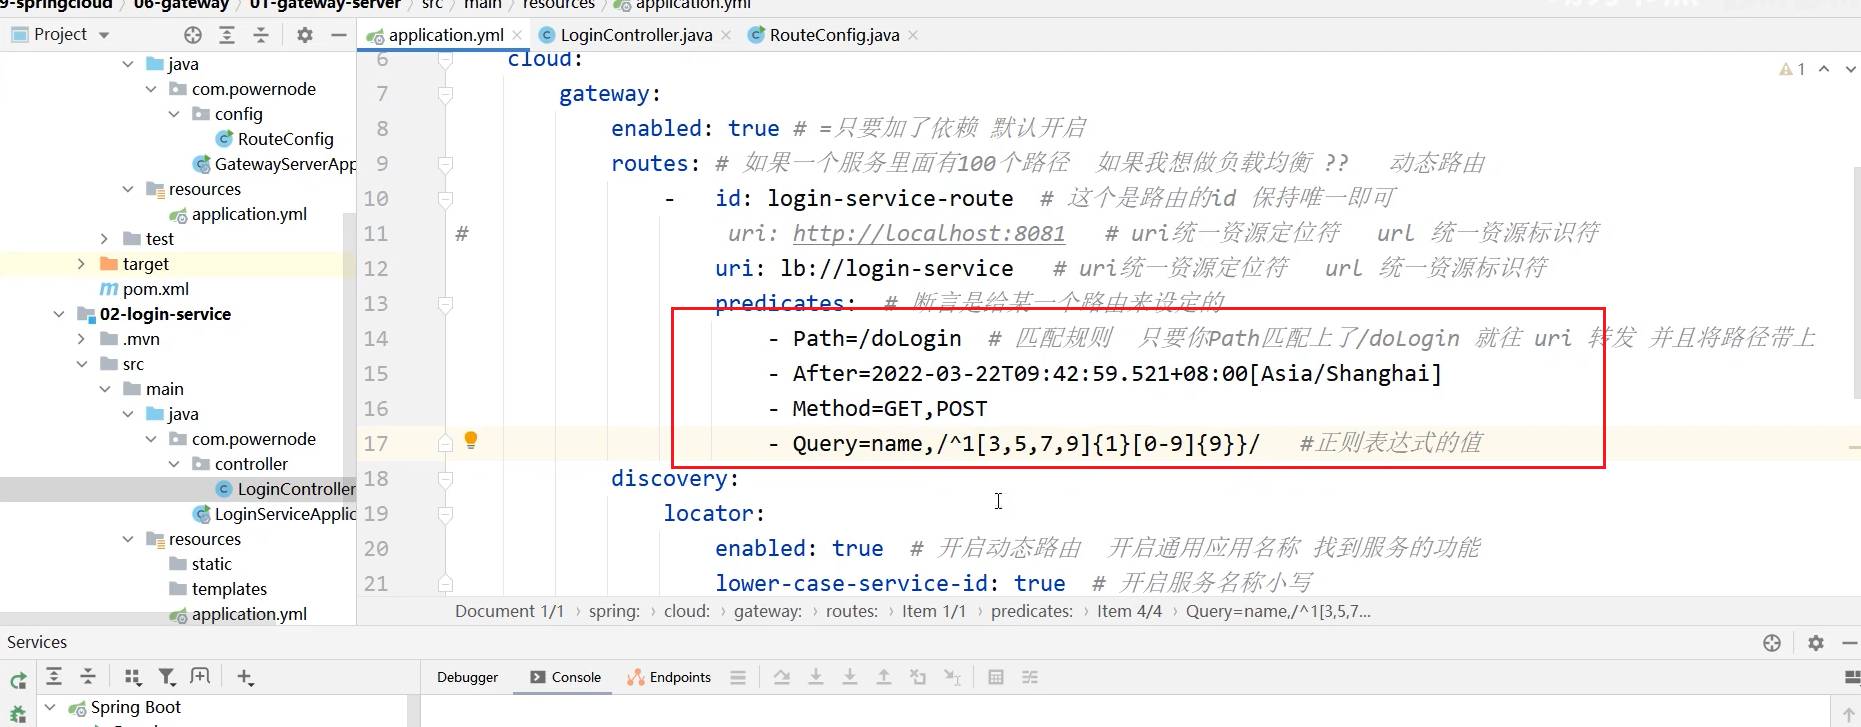 9-springcloud 06-gateway 01-gateway-server src main resources application.yml
Project
application.yml LoginController.java RouteConfig.java
java
com.powernode
config
RouteConfig
GatewayServerApp
resources
application.yml
test
target
pom.xml
02-login-service
.mvn
src
main
java
com.powernode
controller
LoginController
LoginServiceApplic
resources
static
templates
application.yml
1
6 cloud:
7 gateway:
8 enabled: true # =只要加了依赖 默认开启
9 routes: # 如果一个服务里面有100个路径 如果我想做负载均衡 ?? 动态路由
10 - id: login-service-route # 这个是路由的id 保持唯一即可
11 # uri: http://localhost:8081 # uri统一资源定位符 url 统一资源标识符
12 uri: lb://login-service # uri统一资源定位符 url 统一资源标识符
13 predicates: # 断言是给某一个路由来设定的
14 - Path=/doLogin # 匹配规则 只要你Path匹配上了/doLogin 就往 uri 转发 并且将路径带上
15 - After=2022-03-22T09:42:59.521+08:00[Asia/Shanghai]
16 - Method=GET,POST
17 - Query=name,/^1[3,5,7,9]{1}[0-9]{9}}/ #正则表达式的值
18 discovery:
19 locator:
20 enabled: true # 开启动态路由 开启通用应用名称 找到服务的功能
21 lower-case-service-id: true # 开启服务名称小写
Document 1/1 › spring: › cloud: › gateway: › routes: › Item 1/1 › predicates: › Item 4/4 › Query=name,/^1[3,5,7...
Services
Debugger Console Endpoints
Spring Boot